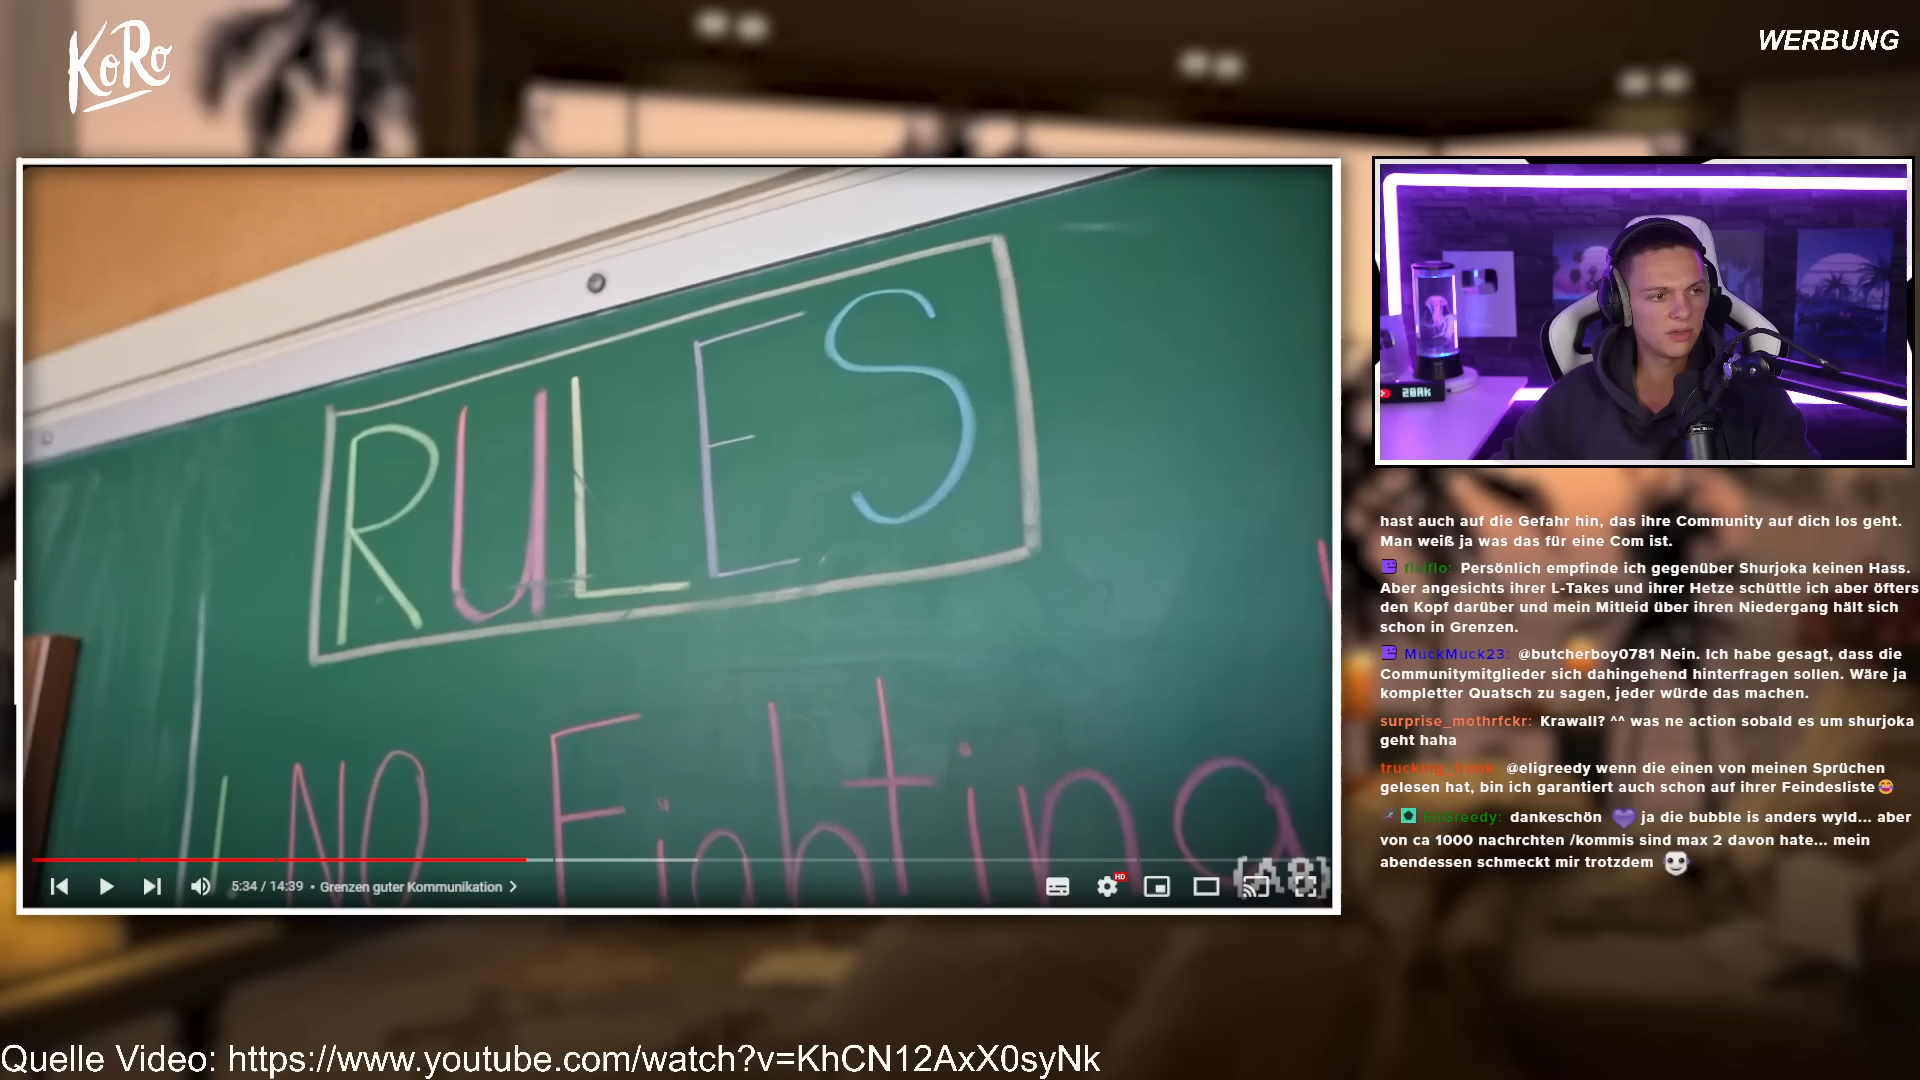 KoRo
WERBUNG
RULES
NO Fighting
5:34 / 14:39 • Grenzen guter Kommunikation
HD
280k
hast auch auf die Gefahr hin, das ihre Community auf dich los geht.
Man weiß ja was das für eine Com ist.
Persönlich empfinde ich gegenüber Shurjoka keinen Hass.
Aber angesichts ihrer L-Takes und ihrer Hetze schüttle ich aber öfters
den Kopf darüber und mein Mitleid über ihren Niedergang hält sich
schon in Grenzen.
MuckMuck23: @butcherboy0781 Nein. Ich habe gesagt, dass die
Communitymitglieder sich dahingehend hinterfragen sollen. Wäre ja
kompletter Quatsch zu sagen, jeder würde das machen.
surprise_mothrfckr: Krawall? ^^ was ne action sobald es um shurjoka
geht haha
@eligreedy wenn die einen von meinen Sprüchen
gelesen hat, bin ich garantiert auch schon auf ihrer Feindesliste😂
EliGreedy: dankeschön 💜 ja die bubble is anders wyld... aber
von ca 1000 nachrchten /kommis sind max 2 davon hate... mein
abendessen schmeckt mir trotzdem
Quelle Video: https://www.youtube.com/watch?v=KhCN12AxX0syNk